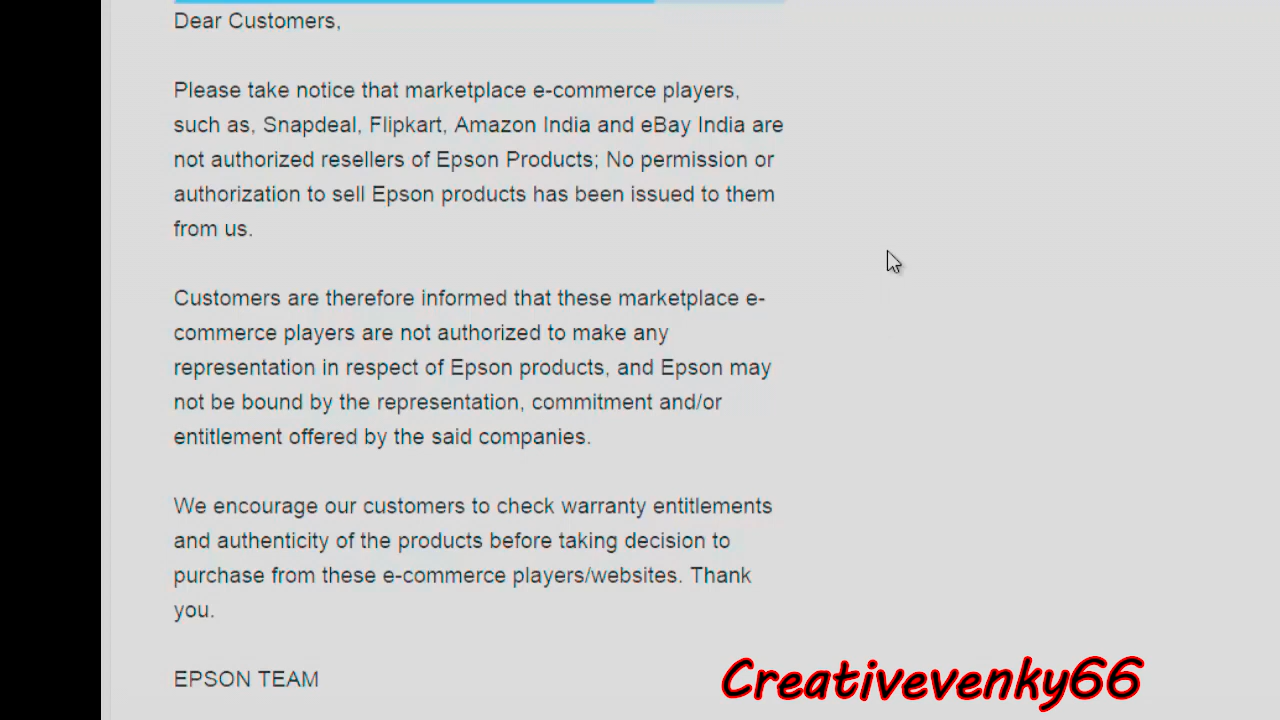 Dear Customers,
Please take notice that marketplace e-commerce players,
such as, Snapdeal, Flipkart, Amazon India and eBay India are
not authorized resellers of Epson Products; No permission or
authorization to sell Epson products has been issued to them
from us.
Customers are therefore informed that these marketplace e-
commerce players are not authorized to make any
representation in respect of Epson products, and Epson may
not be bound by the representation, commitment and/or
entitlement offered by the said companies.
We encourage our customers to check warranty entitlements
and authenticity of the products before taking decision to
purchase from these e-commerce players/websites. Thank
you.
EPSON TEAM
Creativevenky66